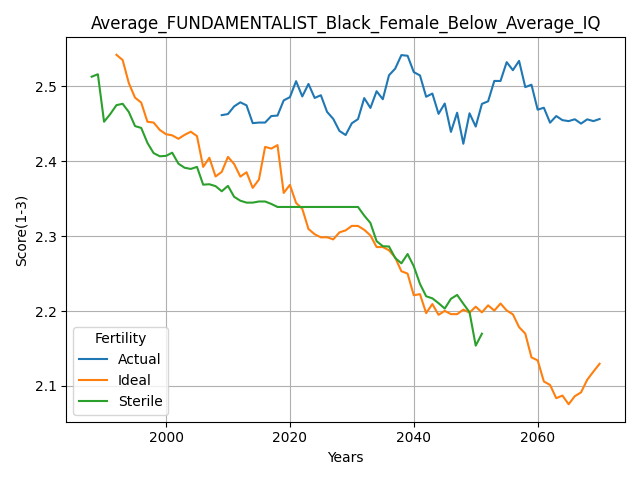 Average_FUNDAMENTALIST_Black_Female_Below_Average_IQ
Score(1-3)
2.5
2.4
2.3
2.2
2.1
Fertility
Actual
Ideal
Sterile
2000 2020 2040 2060
Years